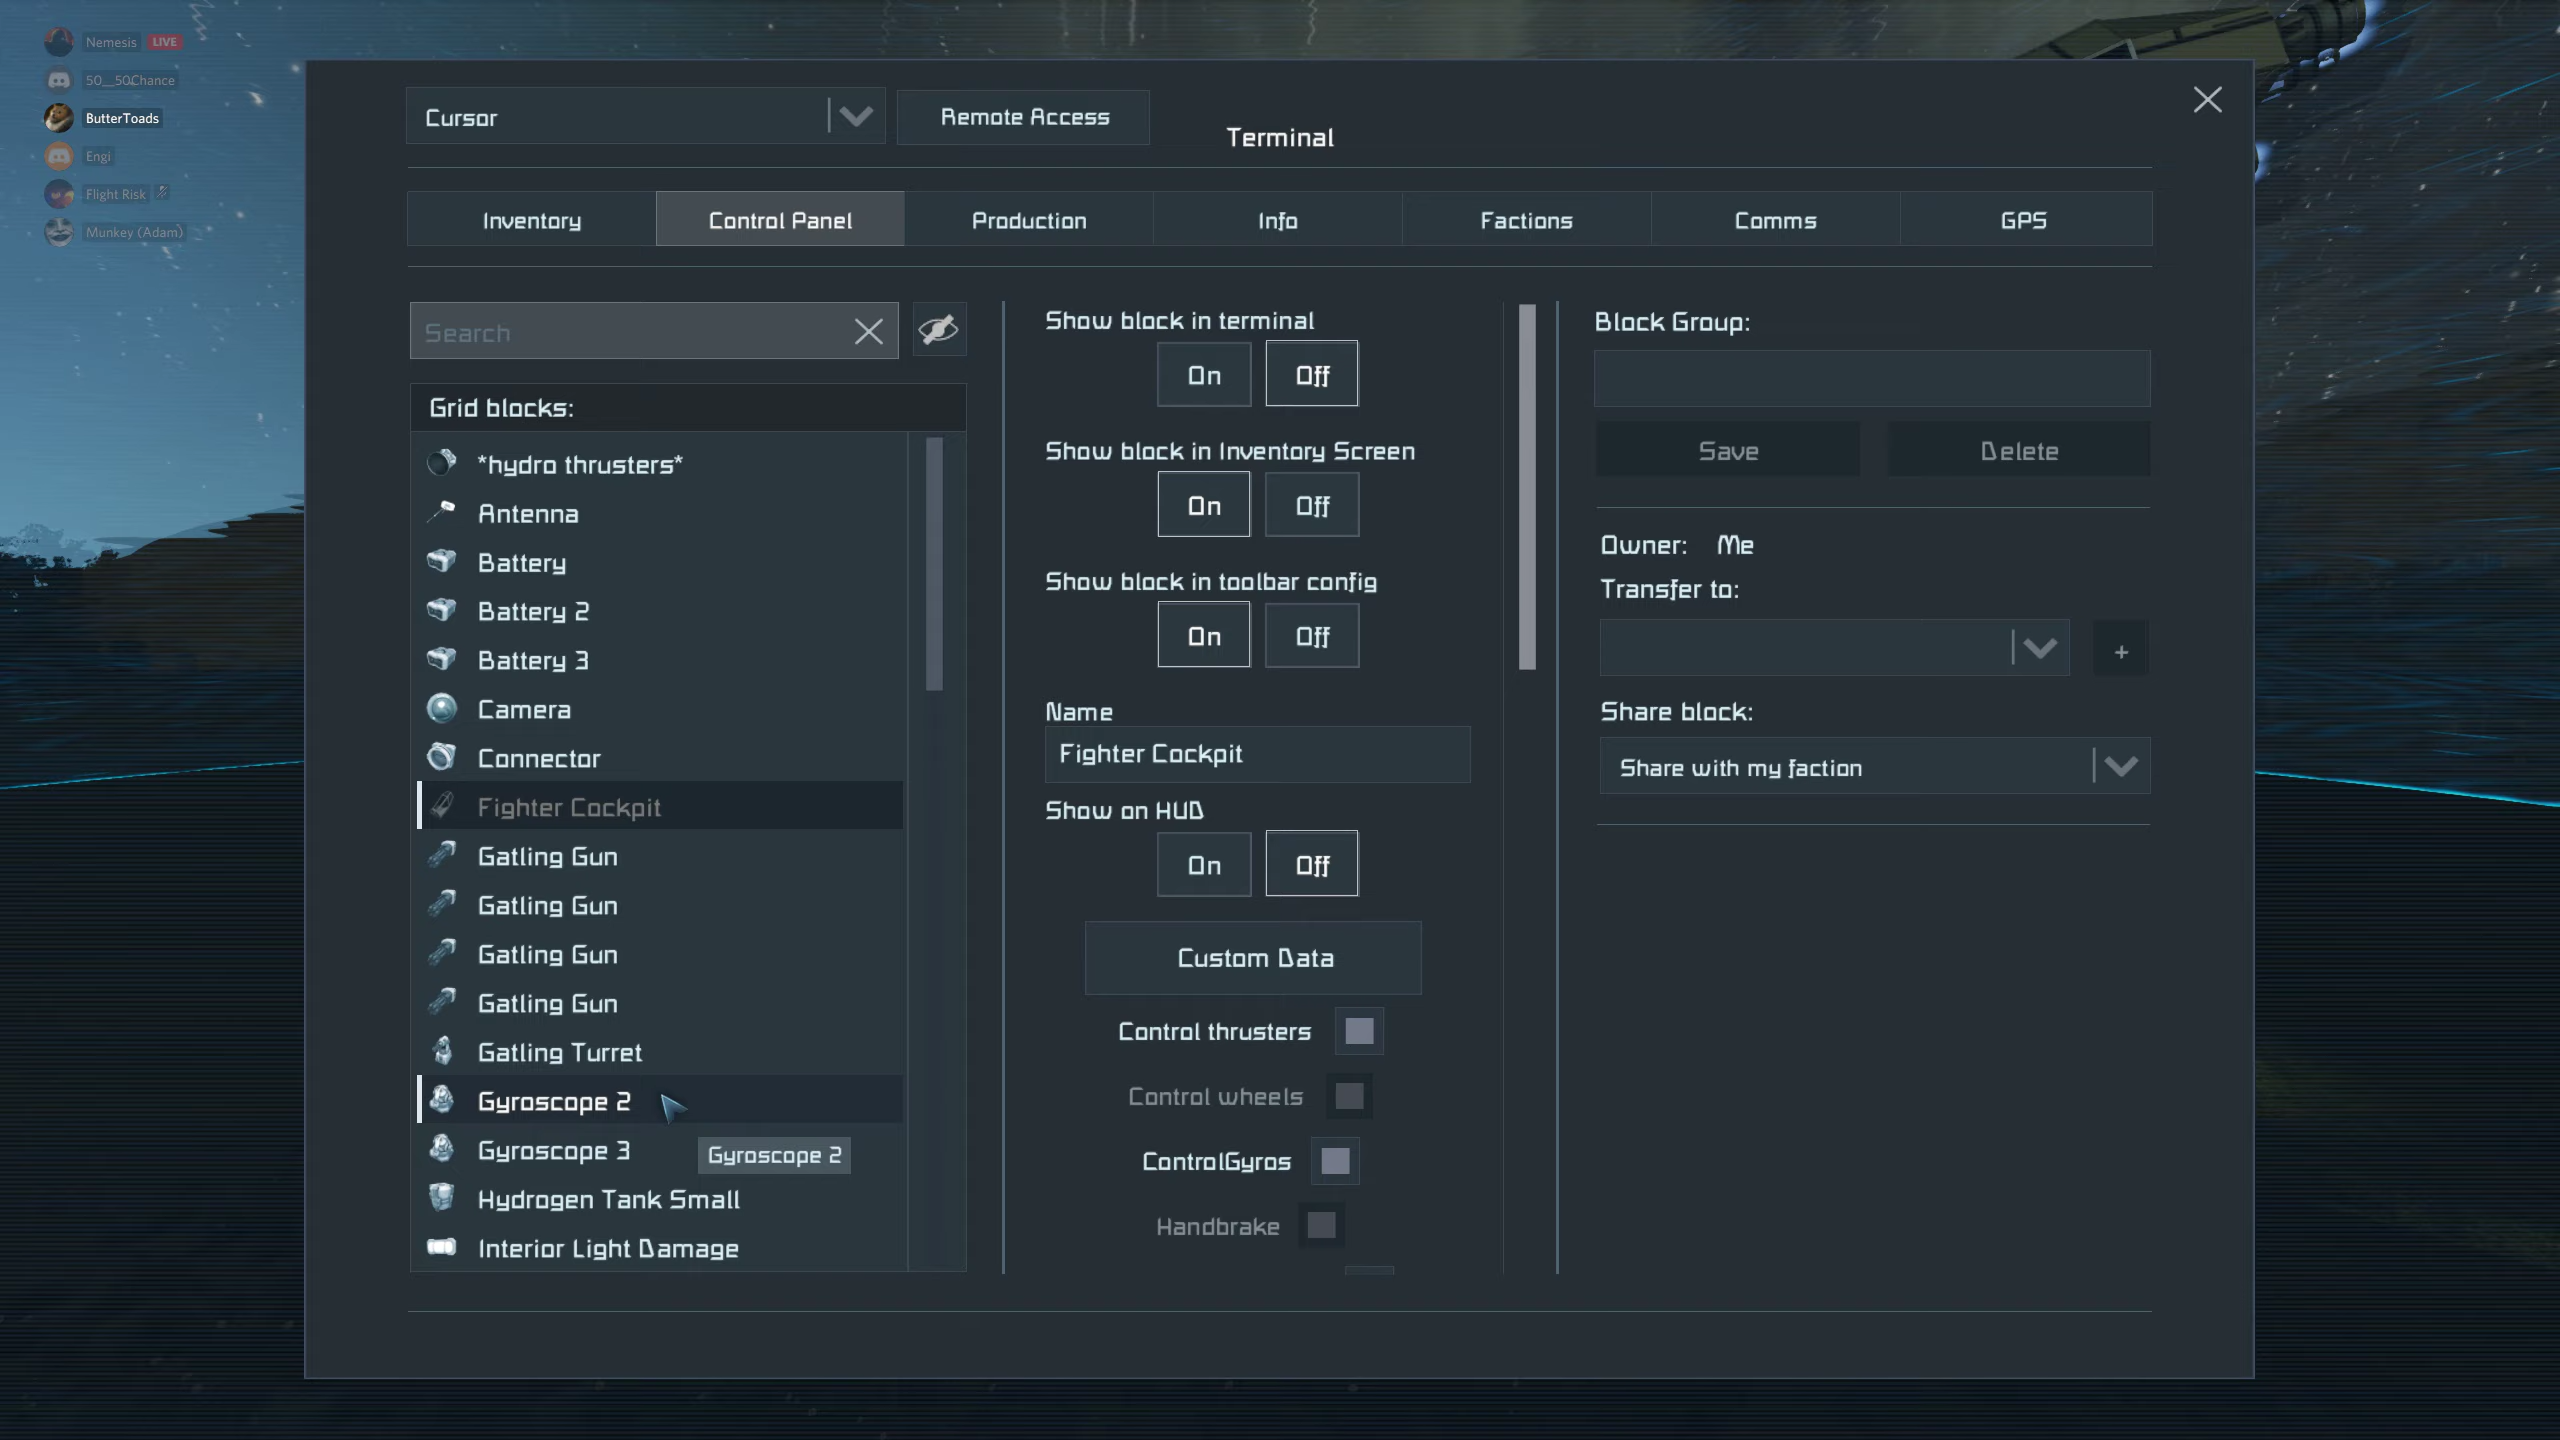 Nemesis LIVE
50__50Chance
ButterToads
Engi
Flight Risk
Munkey (Adam)
Cursor
Remote Access
Terminal
Inventory
Control Panel
Production
Info
Factions
Comms
GPS
Search
Grid blocks:
*hydro thrusters*
Antenna
Battery
Battery 2
Battery 3
Camera
Connector
Fighter Cockpit
Gatling Gun
Gatling Gun
Gatling Gun
Gatling Gun
Gatling Turret
Gyroscope 2
Gyroscope 3
Gyroscope 2
Hydrogen Tank Small
Interior Light Damage
Show block in terminal
On Off
Show block in Inventory Screen
On Off
Show block in toolbar config
On Off
Name
Fighter Cockpit
Show on HUD
On Off
Custom Data
Control thrusters
Control wheels
ControlGyros
Handbrake
Block Group:
Save Delete
Owner: Me
Transfer to:
+
Share block:
Share with my faction